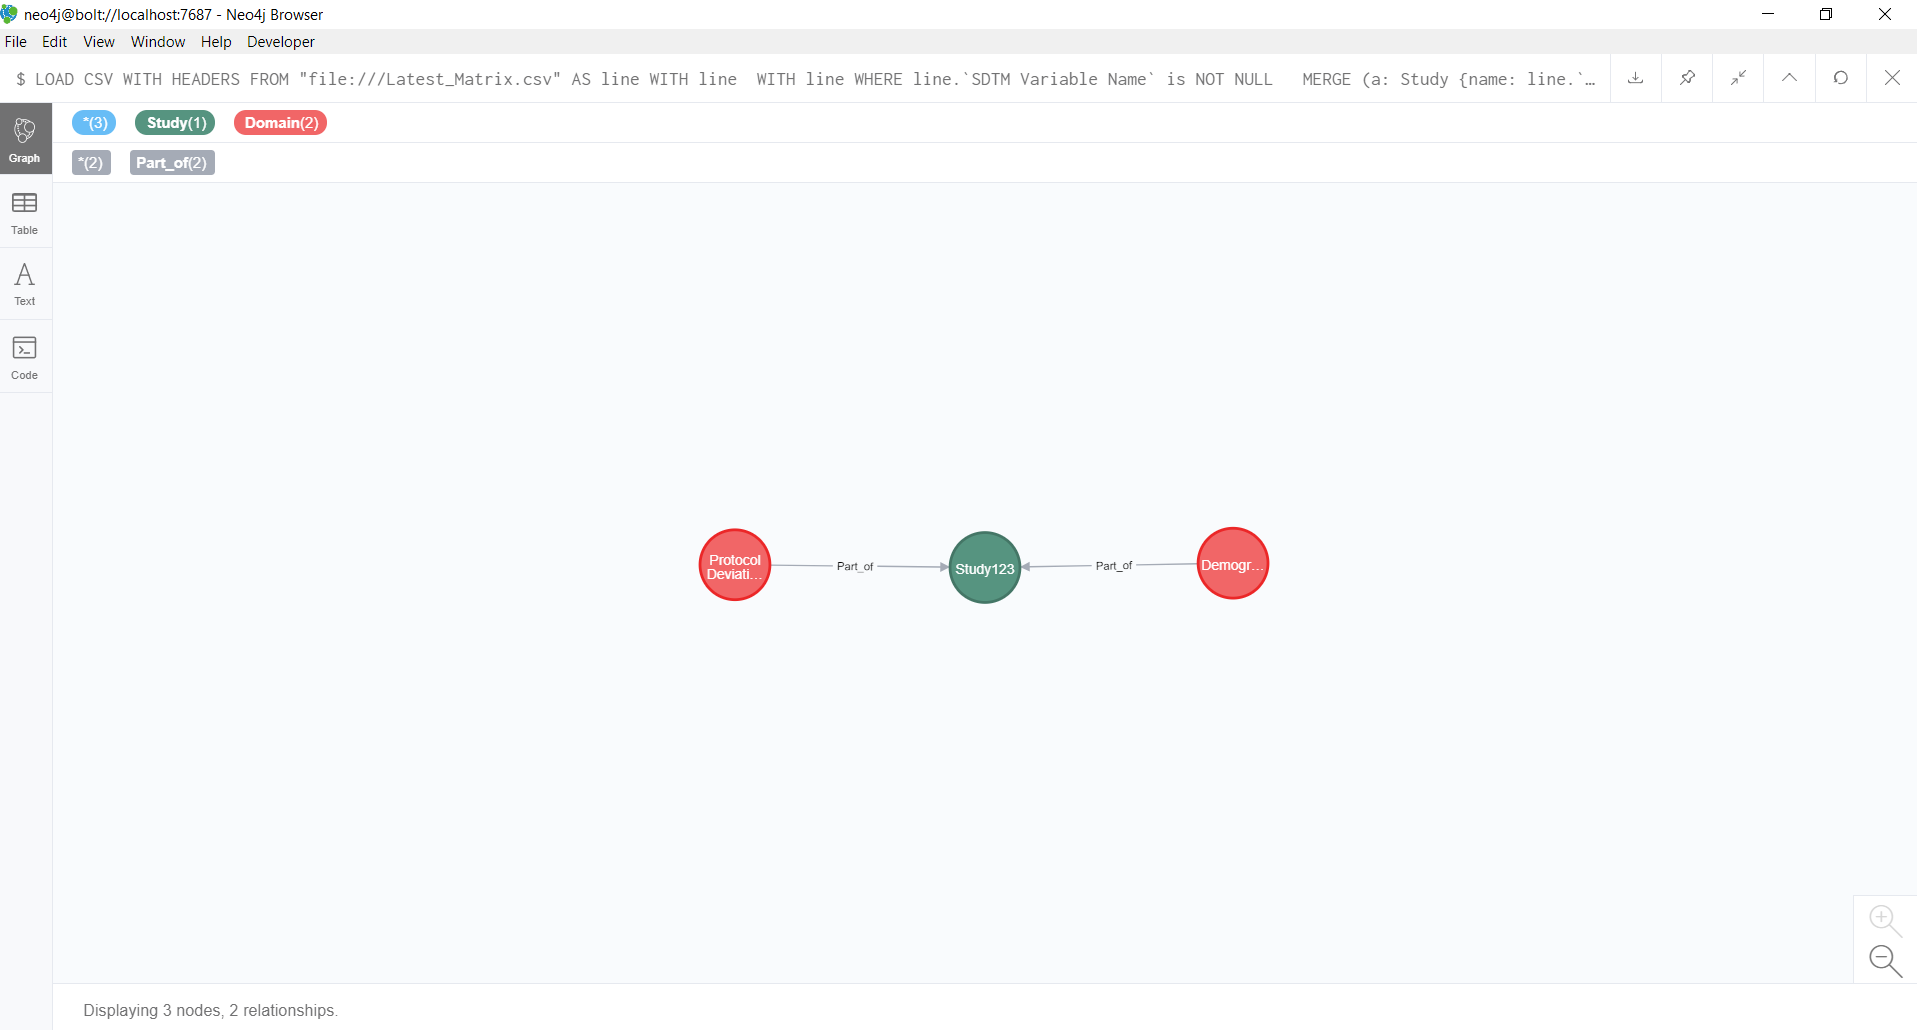 neo4j@bolt://localhost:7687 - Neo4j Browser
File Edit View Window Help Developer
$ LOAD CSV WITH HEADERS FROM "file:///Latest_Matrix.csv" AS line WITH line  WITH line WHERE line.`SDTM Variable Name` is NOT NULL   MERGE (a: Study {name: line.`…
*(3) Study(1) Domain(2)
*(2) Part_of(2)
Graph
Table
Text
Code
Protocol
Deviati...
Part_of
Study123
Part_of
Demogr...
Displaying 3 nodes, 2 relationships.